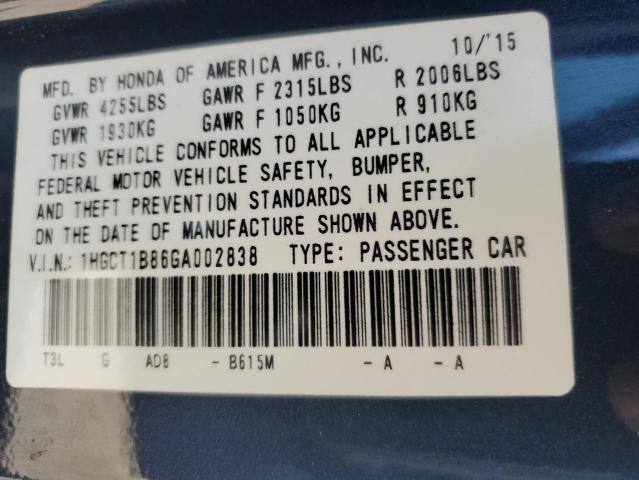 MFD. BY HONDA OF AMERICA MFG., INC. 10/'15
GVWR 4255LBS GAWR F 2315LBS R 2006LBS
GVWR 1930KG GAWR F 1050KG R 910KG
THIS VEHICLE CONFORMS TO ALL APPLICABLE
FEDERAL MOTOR VEHICLE SAFETY, BUMPER,
AND THEFT PREVENTION STANDARDS IN EFFECT
ON THE DATE OF MANUFACTURE SHOWN ABOVE.
V.I.N.: 1HGCT1B86GA002838 TYPE: PASSENGER CAR
T3L G AD8 - B615M - A - A